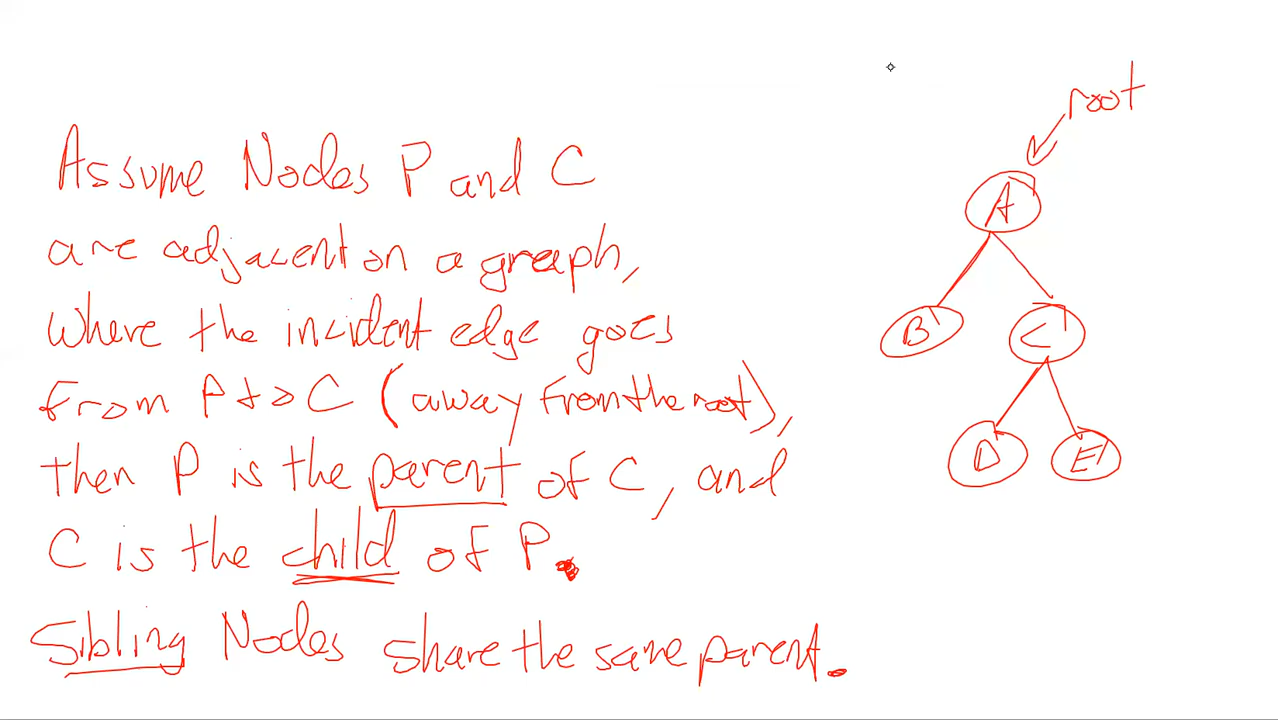 Assume Nodes P and C
are adjacent on a graph,
where the incident edge goes
from P to C (away from the root),
then P is the parent of C, and
C is the child of P.
Sibling Nodes share the same parent.
root
A
B C
D E